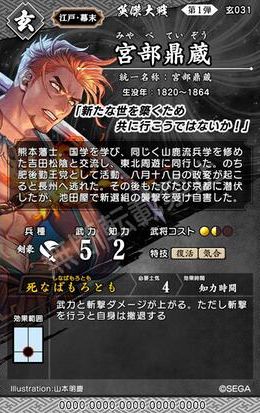 玄
江戸・幕末
英傑大戦
第1弾
玄031
みや べ てい ぞう
宮部鼎蔵
統一名称:宮部鼎蔵
生没年:1820~1864
「新たな世を築くため
共に行こうではないか!」
熊本藩士。国学を学び、同じく山鹿流兵学を修め
た吉田松陰と交流し、東北周遊に同行した。のち
肥後勤王党として活動。八月十八日の政変が起こ
ると長州へ逃れた。その後もたびたび京都に潜伏
したが、池田屋で新選組の襲撃を受け自害した。
兵種 武力 知力 武将コスト
剣豪 5 2 特技 復活 気合
しなばもろとも 必要士気 効果時間
死なばもろとも 4 知力時間
効果範囲
武力と斬撃ダメージが上がる。ただし斬撃
を行うと自身は撤退する
Illustration:山本明慶
©SEGA
0000-0000-0000-0000-0000